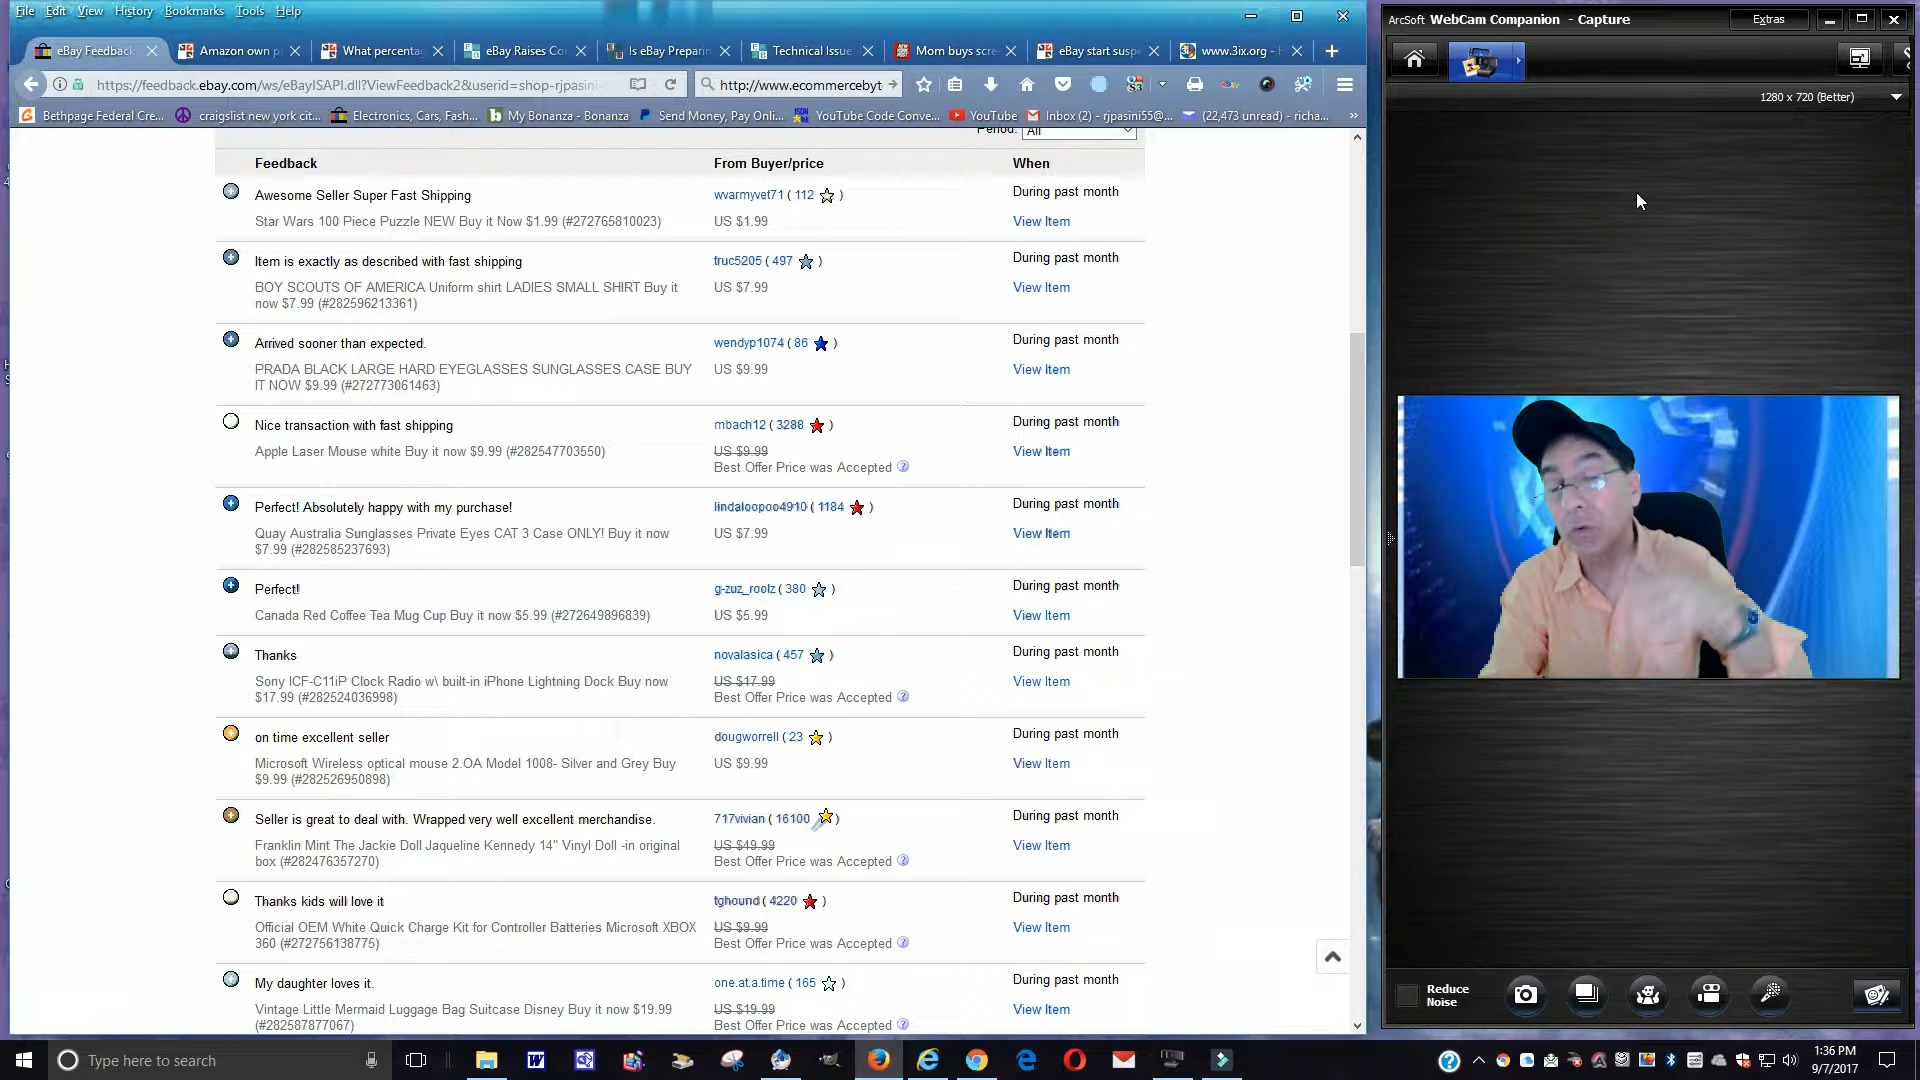 File Edit View History Bookmarks Tools Help
ArcSoft WebCam Companion - Capture Extras
eBay Feedback Amazon own p What percenta eBay Raises Co Is eBay Preparin Technical Issue Mom buys scre eBay start susp www.3ix.org - H
https://feedback.ebay.com/ws/eBayISAPI.dll?ViewFeedback2&userid=shop-rjpasini- http://www.ecommercebyt
1280 x 720 (Better)
Bethpage Federal Cre... craigslist new york cit... Electronics, Cars, Fash... My Bonanza - Bonanza Send Money, Pay Onli... YouTube Code Conve... YouTube Inbox (2) - rjpasini55@... (22,473 unread) - richa...
Period: All
Feedback From Buyer/price When
Awesome Seller Super Fast Shipping wvarmyvet71 ( 112 ) During past month
Star Wars 100 Piece Puzzle NEW Buy it Now $1.99 (#272765810023) US $1.99 View Item
Item is exactly as described with fast shipping truc5205 ( 497 ) During past month
BOY SCOUTS OF AMERICA Uniform shirt LADIES SMALL SHIRT Buy it US $7.99 View Item
now $7.99 (#282596213361)
Arrived sooner than expected. wendyp1074 ( 86 ) During past month
PRADA BLACK LARGE HARD EYEGLASSES SUNGLASSES CASE BUY US $9.99 View Item
IT NOW $9.99 (#272773061463)
Nice transaction with fast shipping mbach12 ( 3288 ) During past month
Apple Laser Mouse white Buy it now $9.99 (#282547703550) US $9.99 View Item
Best Offer Price was Accepted
Perfect! Absolutely happy with my purchase! lindaloopoo4910 ( 1184 ) During past month
Quay Australia Sunglasses Private Eyes CAT 3 Case ONLY! Buy it now US $7.99 View Item
$7.99 (#282585237693)
Perfect! g-zuz_roolz ( 380 ) During past month
Canada Red Coffee Tea Mug Cup Buy it now $5.99 (#272649896839) US $5.99 View Item
Thanks novalasica ( 457 ) During past month
Sony ICF-C11iP Clock Radio w\ built-in iPhone Lightning Dock Buy now US $17.99 View Item
$17.99 (#282524036998) Best Offer Price was Accepted
on time excellent seller dougworrell ( 23 ) During past month
Microsoft Wireless optical mouse 2.OA Model 1008- Silver and Grey Buy US $9.99 View Item
$9.99 (#282526950898)
Seller is great to deal with. Wrapped very well excellent merchandise. 717vivian ( 16100 ) During past month
Franklin Mint The Jackie Doll Jaqueline Kennedy 14" Vinyl Doll -in original US $49.99 View Item
box (#282476357270) Best Offer Price was Accepted
Thanks kids will love it tghound ( 4220 ) During past month
Official OEM White Quick Charge Kit for Controller Batteries Microsoft XBOX US $9.99 View Item
360 (#272756138775) Best Offer Price was Accepted
My daughter loves it. one.at.a.time ( 165 ) During past month
Vintage Little Mermaid Luggage Bag Suitcase Disney Buy it now $19.99 US $19.99 View Item
(#282587877067) Best Offer Price was Accepted
Reduce
Noise
Type here to search
1:36 PM
9/7/2017